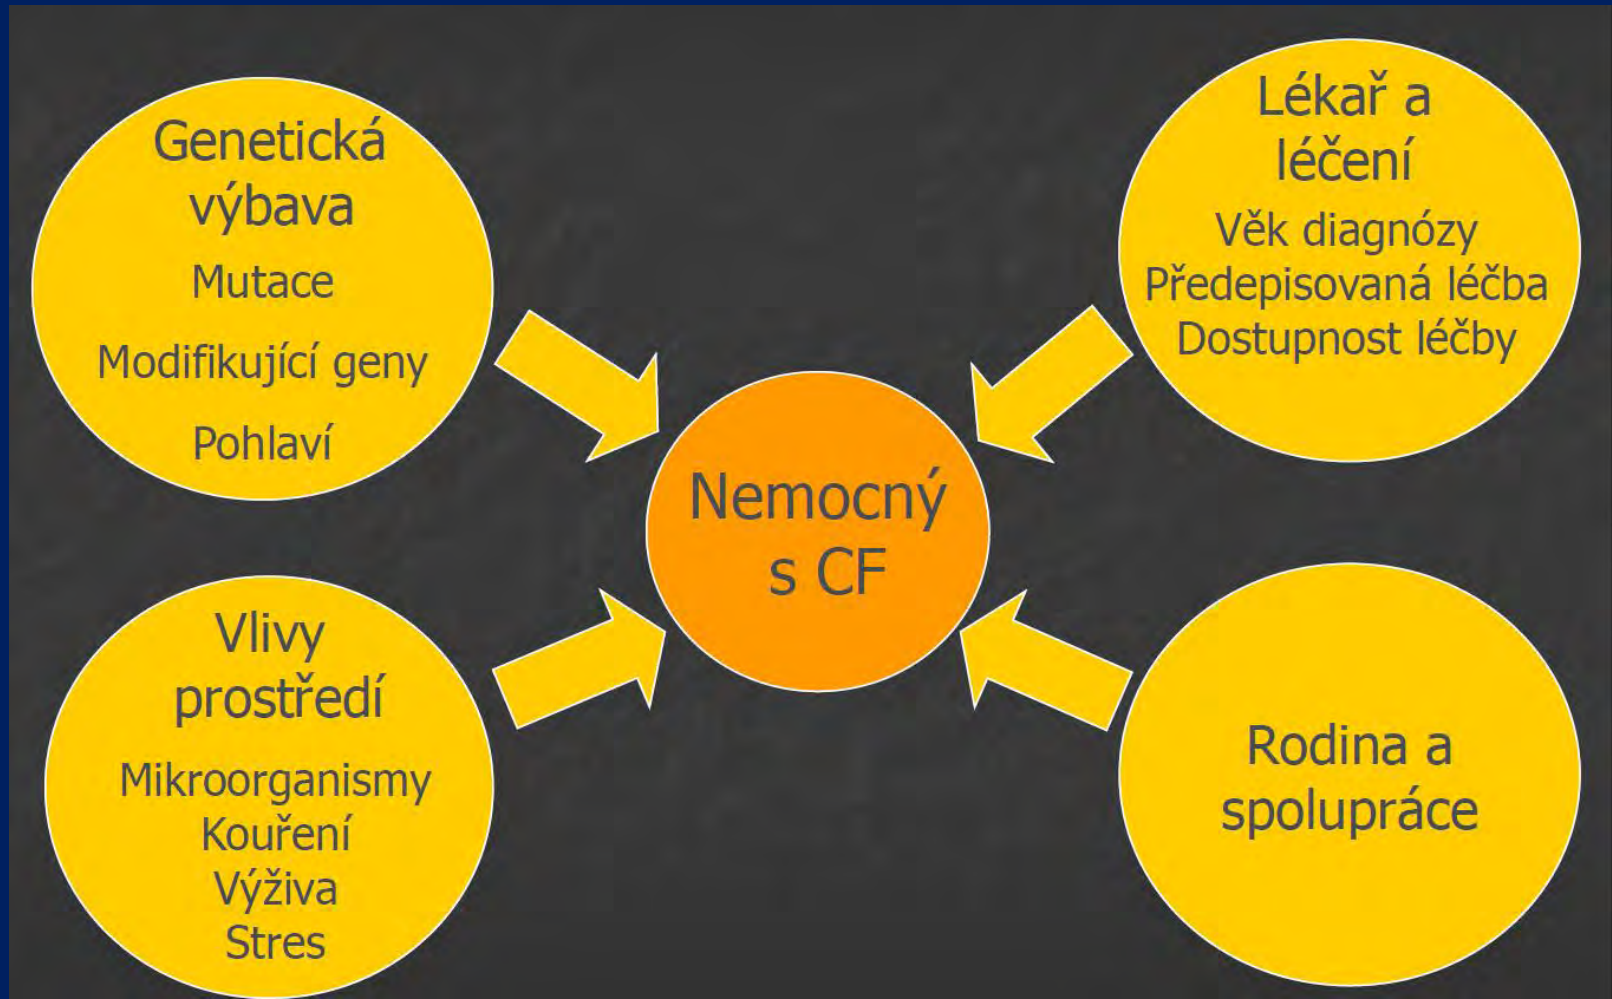 Genetická
výbava
Mutace
Modifikující geny
Pohlaví
Lékař a
léčení
Věk diagnózy
Předepisovaná léčba
Dostupnost léčby
Nemocný
s CF
Vlivy
prostředí
Mikroorganismy
Kouření
Výživa
Stres
Rodina a
spolupráce